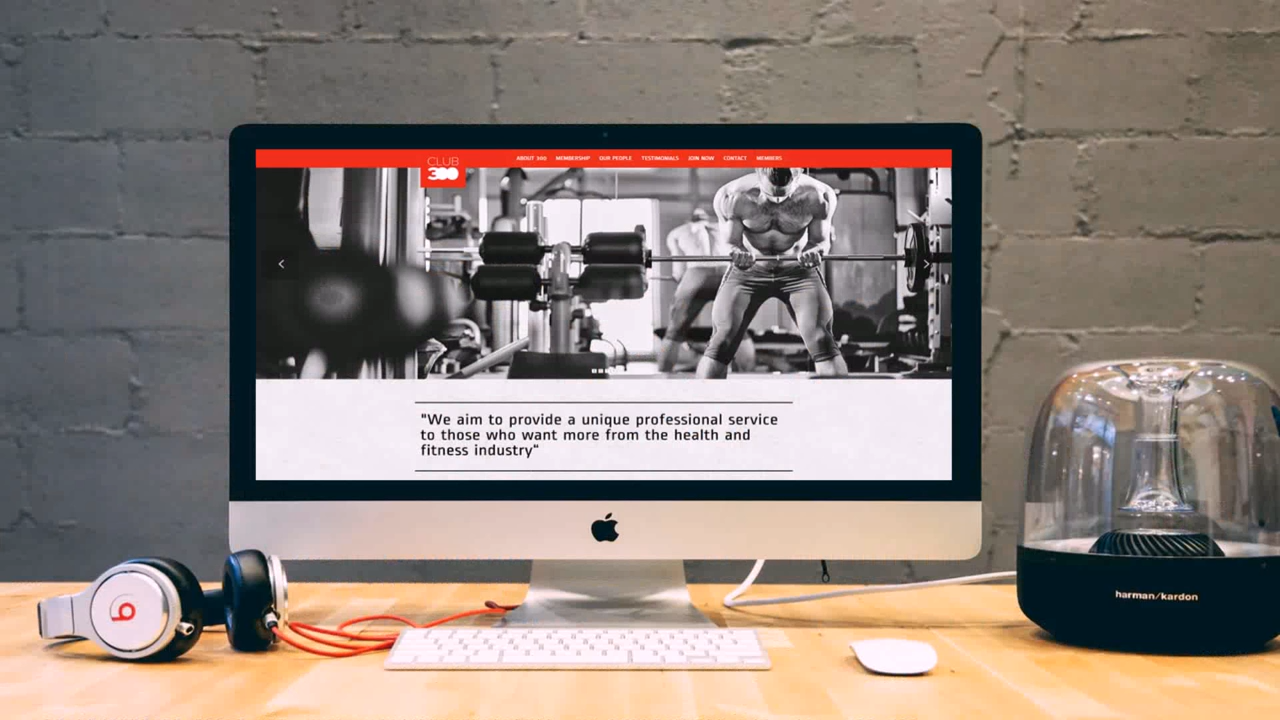 CLUB
300
ABOUT 300 MEMBERSHIP OUR PEOPLE TESTIMONIALS JOIN NOW CONTACT MEMBERS
"We aim to provide a unique professional service
to those who want more from the health and
fitness industry“
b
harman/kardon